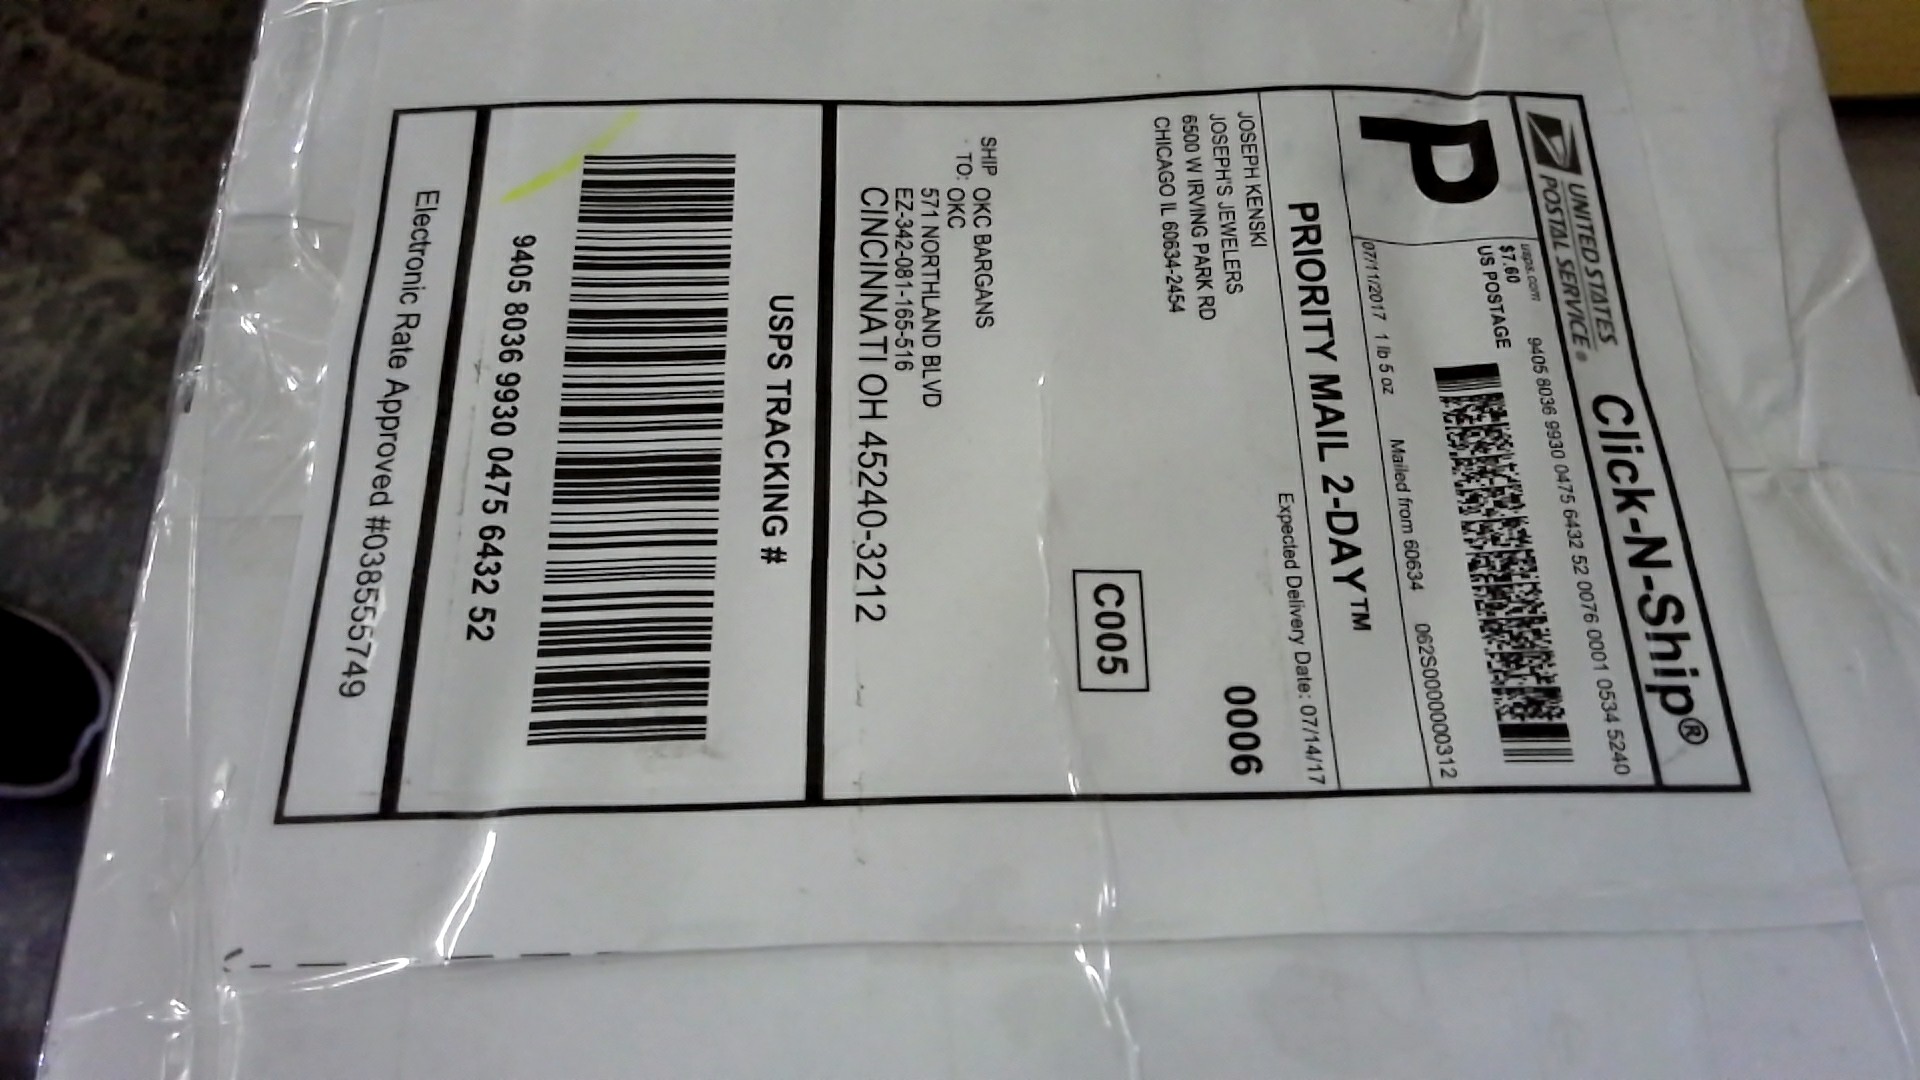 UNITED STATES
POSTAL SERVICE®
Click-N-Ship®
P
usps.com
$7.60
US POSTAGE
9405 8036 9930 0475 6432 52 0076 0001 0534 5240
07/11/2017 1 lb 5 oz Mailed from 60634 062S0000000312
PRIORITY MAIL 2-DAY™
Expected Delivery Date: 07/14/17
JOSEPH KENSKI
JOSEPH'S JEWELERS
6500 W IRVING PARK RD
CHICAGO IL 60634-2454
0006
C005
SHIP TO:
OKC BARGANS
OKC
571 NORTHLAND BLVD
EZ-342-081-165-516
CINCINNATI OH 45240-3212
USPS TRACKING #
9405 8036 9930 0475 6432 52
Electronic Rate Approved #038555749